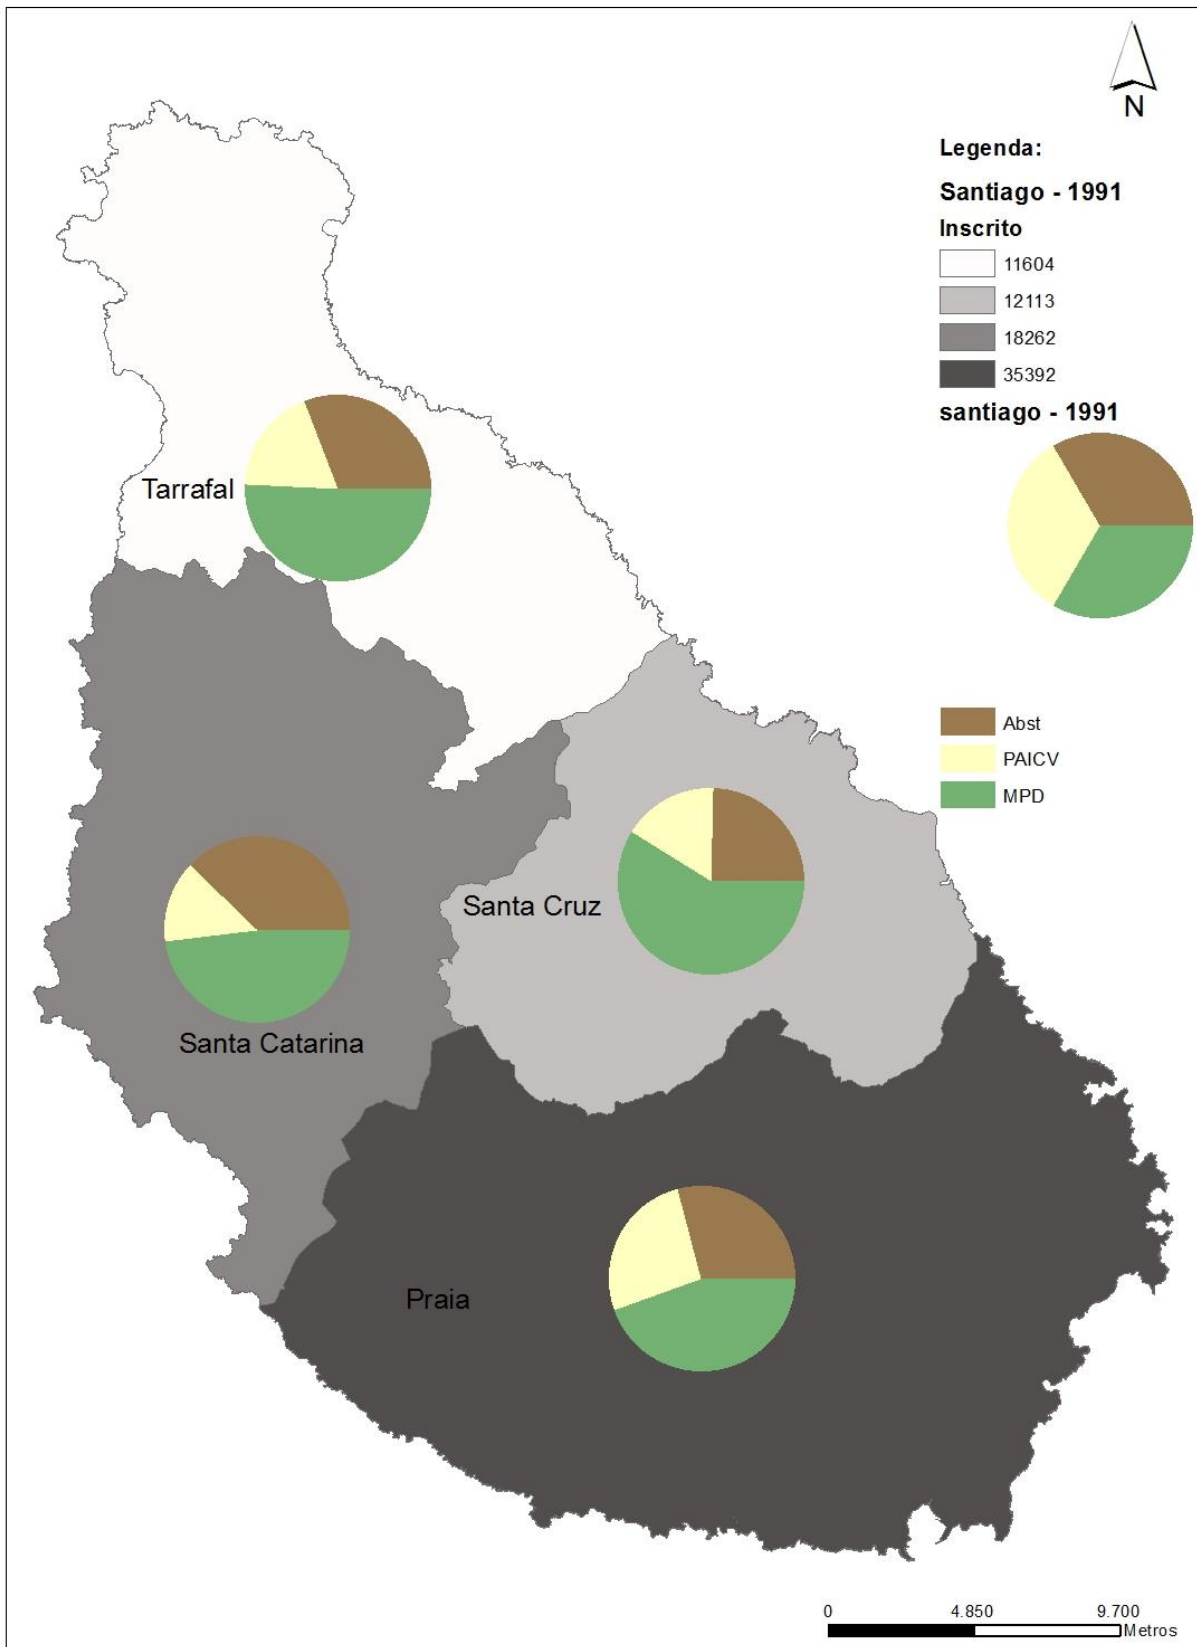 N
Legenda:
Santiago - 1991
Inscrito
11604
12113
18262
35392
santiago - 1991
Abst
PAICV
MPD
Tarrafal
Santa Cruz
Santa Catarina
Praia
0 4.850 9.700
Metros